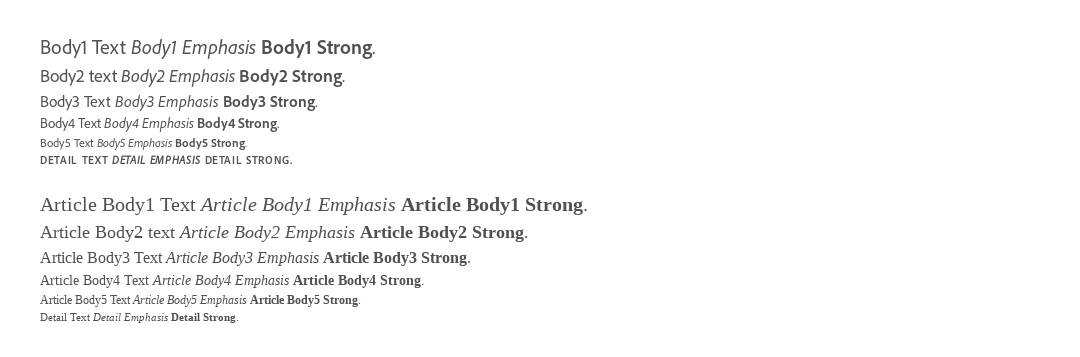 Body1 Text Body1 Emphasis Body1 Strong.
Body2 text Body2 Emphasis Body2 Strong.
Body3 Text Body3 Emphasis Body3 Strong.
Body4 Text Body4 Emphasis Body4 Strong.
Body5 Text Body5 Emphasis Body5 Strong.
DETAIL TEXT DETAIL EMPHASIS DETAIL STRONG.
Article Body1 Text Article Body1 Emphasis Article Body1 Strong.
Article Body2 text Article Body2 Emphasis Article Body2 Strong.
Article Body3 Text Article Body3 Emphasis Article Body3 Strong.
Article Body4 Text Article Body4 Emphasis Article Body4 Strong.
Article Body5 Text Article Body5 Emphasis Article Body5 Strong.
Detail Text Detail Emphasis Detail Strong.